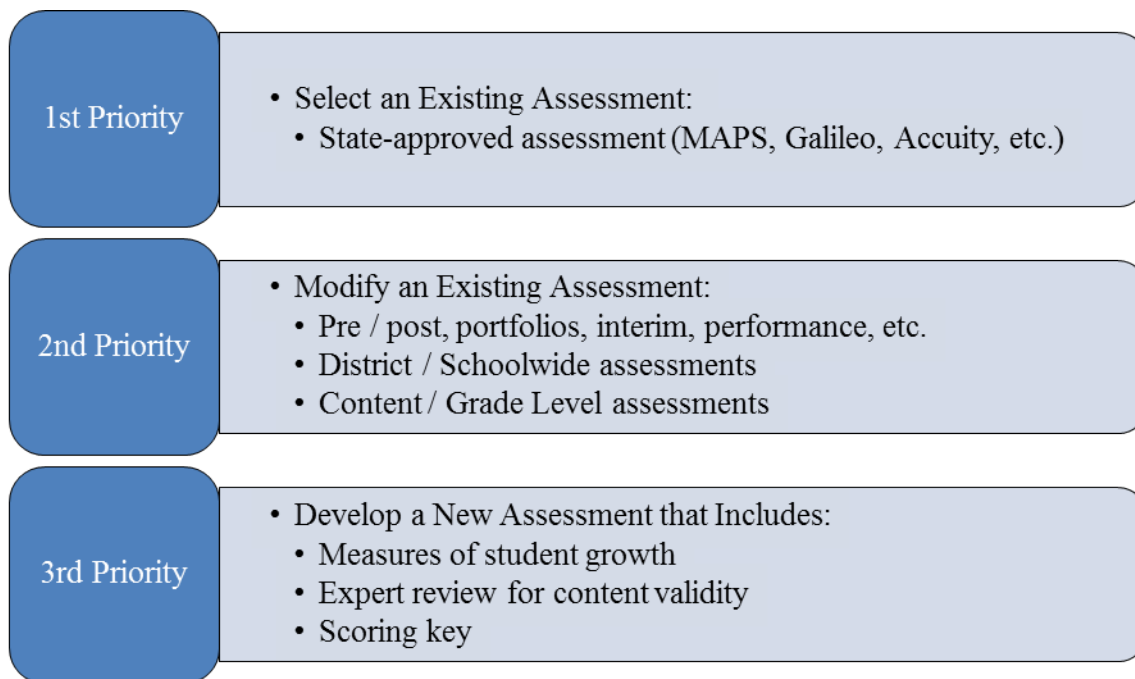 1st Priority
• Select an Existing Assessment:
• State-approved assessment (MAPS, Galileo, Accuity, etc.)
2nd Priority
• Modify an Existing Assessment:
• Pre / post, portfolios, interim, performance, etc.
• District / Schoolwide assessments
• Content / Grade Level assessments
3rd Priority
• Develop a New Assessment that Includes:
• Measures of student growth
• Expert review for content validity
• Scoring key